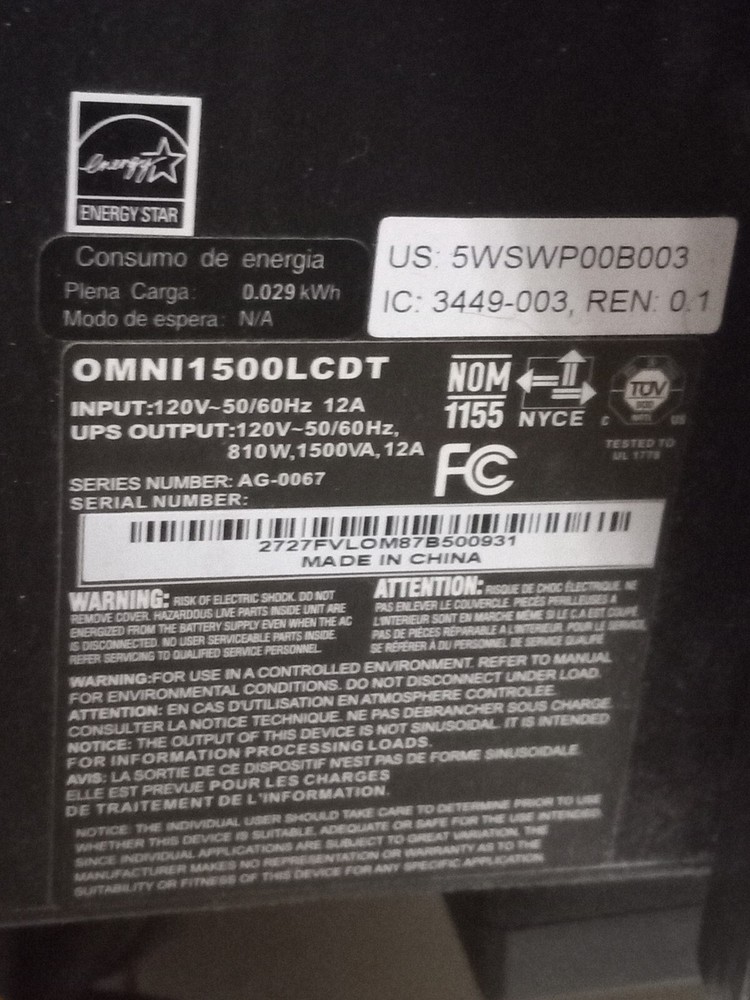 energy
ENERGY STAR
Consumo de energia
Plena Carga: 0.029 kWh
Modo de espera: N/A
US: 5WSWP00B003
IC: 3449-003, REN: 0.1
OMNI1500LCDT
INPUT:120V~50/60Hz 12A
UPS OUTPUT:120V~50/60Hz,
810W,1500VA,12A
SERIES NUMBER: AG-0067
SERIAL NUMBER:
NOM
1155
NYCE
TÜV
C US
TESTED TO
UL 1778
FC
2727FVLOM87B500931
MADE IN CHINA
WARNING: RISK OF ELECTRIC SHOCK. DO NOT
REMOVE COVER. HAZARDOUS LIVE PARTS INSIDE UNIT ARE
ENERGIZED FROM THE BATTERY SUPPLY EVEN WHEN THE AC
IS DISCONNECTED. NO USER SERVICEABLE PARTS INSIDE.
REFER SERVICING TO QUALIFIED SERVICE PERSONNEL.
ATTENTION: RISQUE DE CHOC ÉLECTRIQUE. NE
PAS ENLEVER LE COUVERCLE. PIECES PERILLEUSES A
L'INTERIEUR SONT EN MARCHE MÊME SI LE C.A EST COUPÉ.
PAS DE PIÈCES RÉPARABLE A L'INTERIEUR. POUR LE SERVICE,
SE RÉFÉRER À DU PERSONNEL DE SERVICE QUALIFIÉ
WARNING:FOR USE IN A CONTROLLED ENVIRONMENT. REFER TO MANUAL
FOR ENVIRONMENTAL CONDITIONS. DO NOT DISCONNECT UNDER LOAD.
ATTENTION: EN CAS D'UTILISATION EN ATMOSPHERE CONTROLEE.
CONSULTER LA NOTICE TECHNIQUE. NE PAS DEBRANCHER SOUS CHARGE.
NOTICE: THE OUTPUT OF THIS DEVICE IS NOT SINUSOIDAL. IT IS INTENDED
FOR INFORMATION PROCESSING LOADS.
AVIS: LA SORTIE DE CE DISPOSITIF N'EST PAS DE FORME SINUSOIDALE.
ELLE EST PREVUE POUR LES CHARGES
DE TRAITEMENT DE L'INFORMATION.
NOTICE: THE INDIVIDUAL USER SHOULD TAKE CARE TO DETERMINE PRIOR TO USE
WHETHER THIS DEVICE IS SUITABLE, ADEQUATE OR SAFE FOR THE USE INTENDED.
SINCE INDIVIDUAL APPLICATIONS ARE SUBJECT TO GREAT VARIATION, THE
MANUFACTURER MAKES NO REPRESENTATION OR WARRANTY AS TO THE
SUITABILITY OR FITNESS OF THIS DEVICE FOR ANY SPECIFIC APPLICATION.